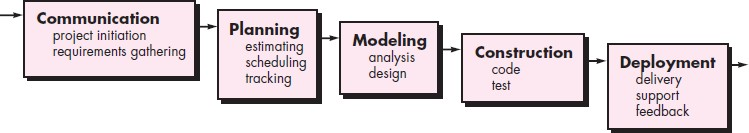 Communication
project initiation
requirements gathering
Planning
estimating
scheduling
tracking
Modeling
analysis
design
Construction
code
test
Deployment
delivery
support
feedback